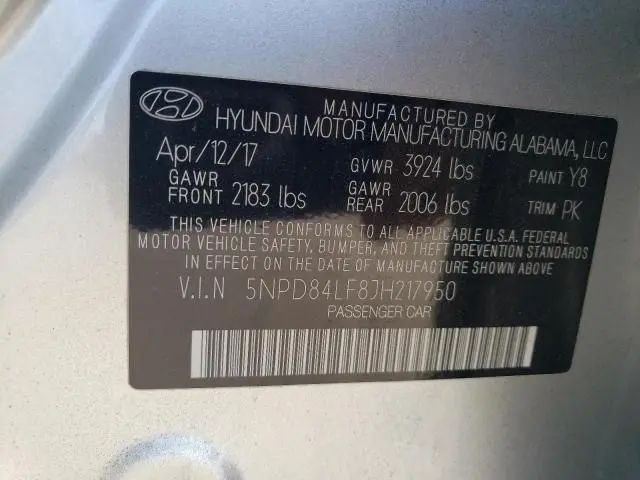 MANUFACTURED BY
HYUNDAI MOTOR MANUFACTURING ALABAMA, LLC
Apr/12/17 GVWR 3924 lbs PAINT Y8
GAWR FRONT 2183 lbs GAWR REAR 2006 lbs TRIM PK
THIS VEHICLE CONFORMS TO ALL APPLICABLE U.S.A. FEDERAL
MOTOR VEHICLE SAFETY, BUMPER, AND THEFT PREVENTION STANDARDS
IN EFFECT ON THE DATE OF MANUFACTURE SHOWN ABOVE
V.I.N 5NPD84LF8JH217950
PASSENGER CAR